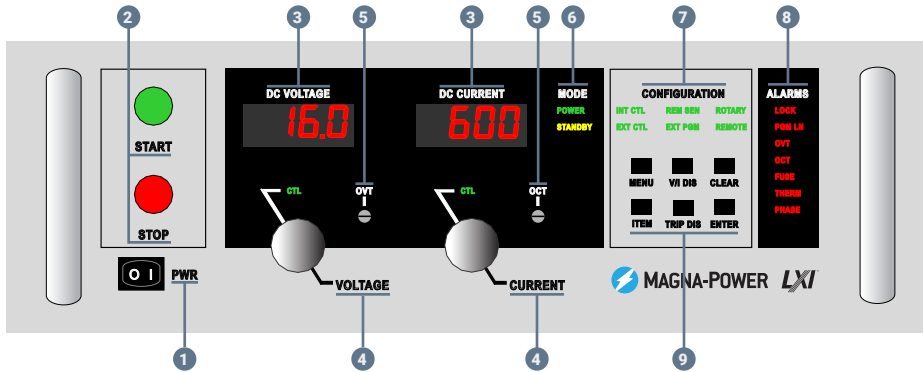 2 3 5 3 5 6 7 8
DC VOLTAGE DC CURRENT MODE CONFIGURATION ALARMS
16.0 600 POWER INT CTL REM SEN ROTARY LOCK
STANDBY EXT CTL EXT PGM REMOTE PGM LN
START OVT
OCT
MENU V/I DIS CLEAR FUSE
CTL OVT CTL OCT THERM
PHASE
STOP ITEM TRIP DIS ENTER
O I PWR
VOLTAGE CURRENT MAGNA-POWER LXI
1 4 4 9